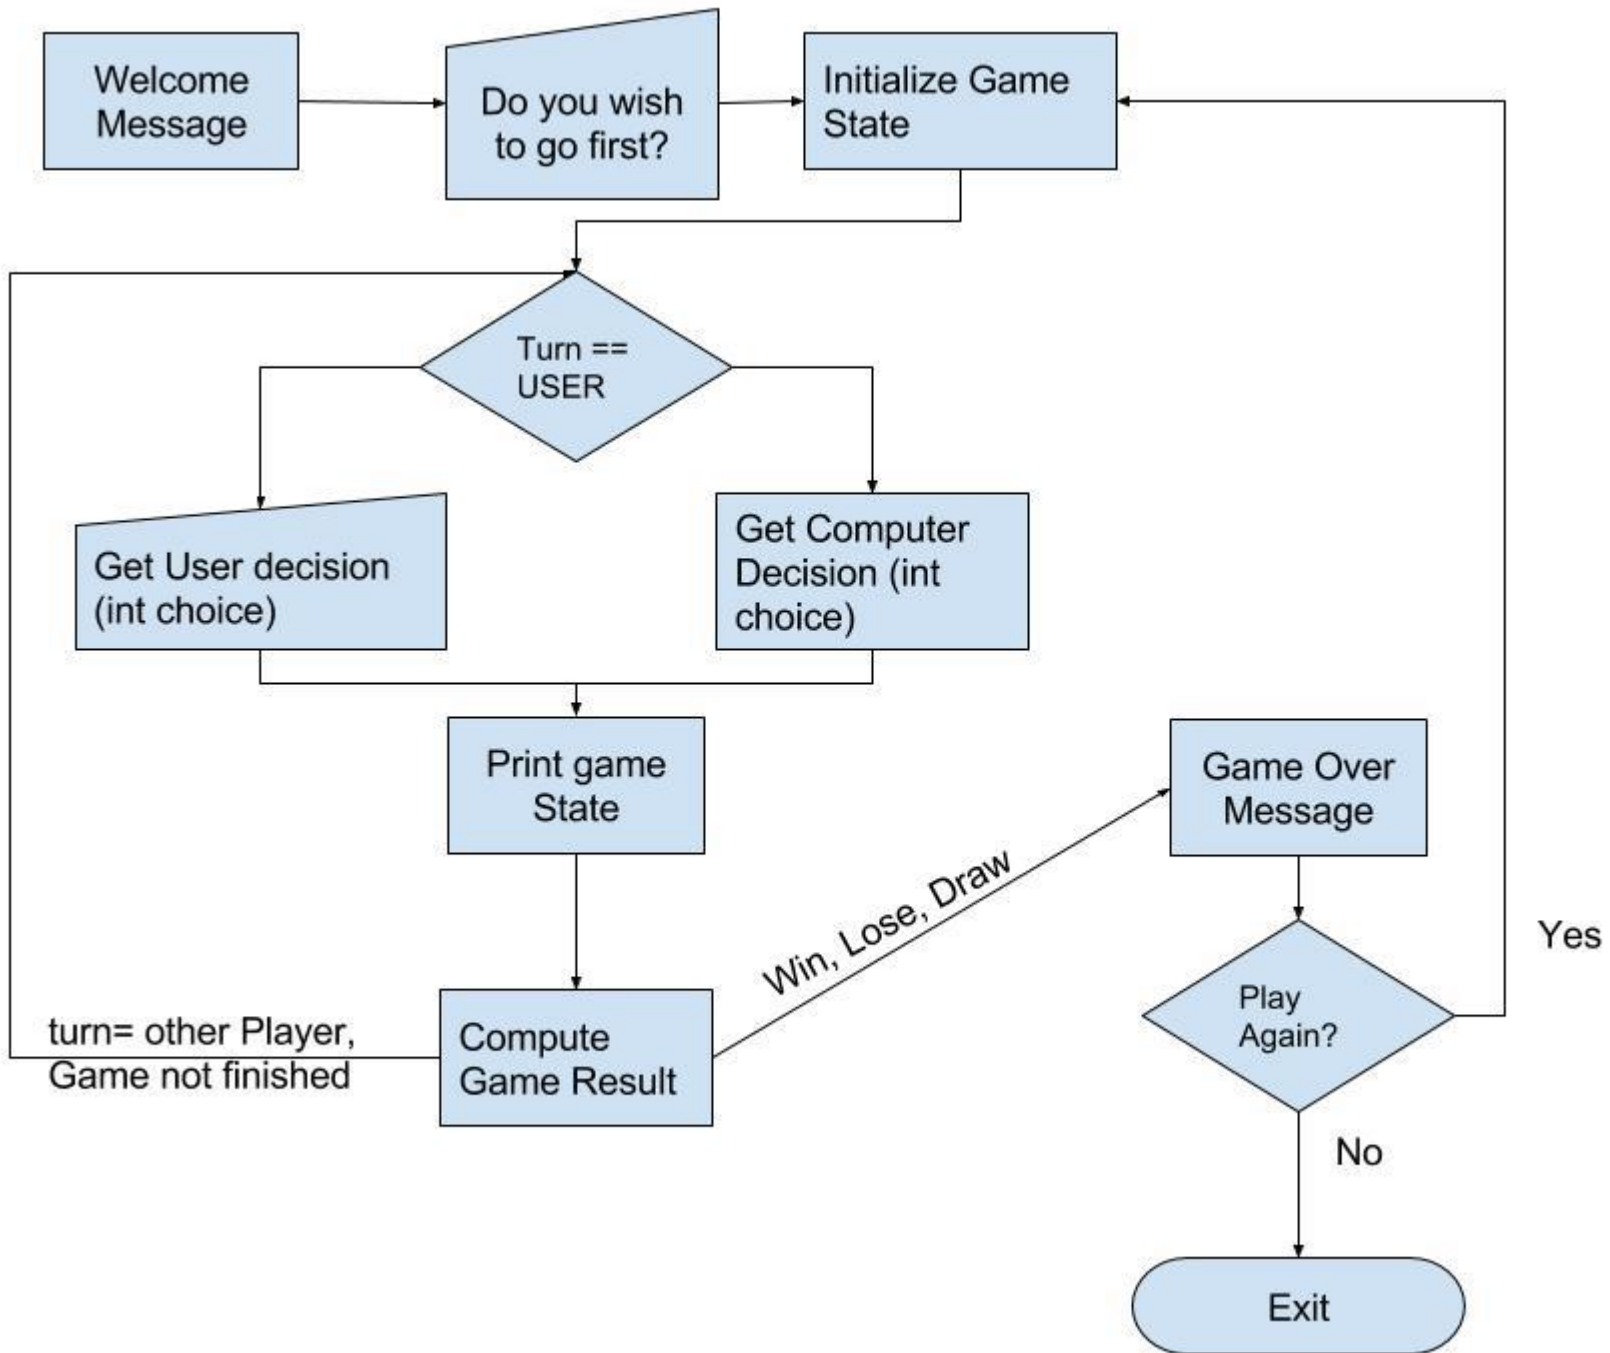 Welcome
Message
Do you wish
to go first?
Initialize Game
State
Turn ==
USER
Get User decision
(int choice)
Get Computer
Decision (int
choice)
Print game
State
Game Over
Message
Win, Lose, Draw
Yes
Play
Again?
turn= other Player,
Game not finished
Compute
Game Result
No
Exit